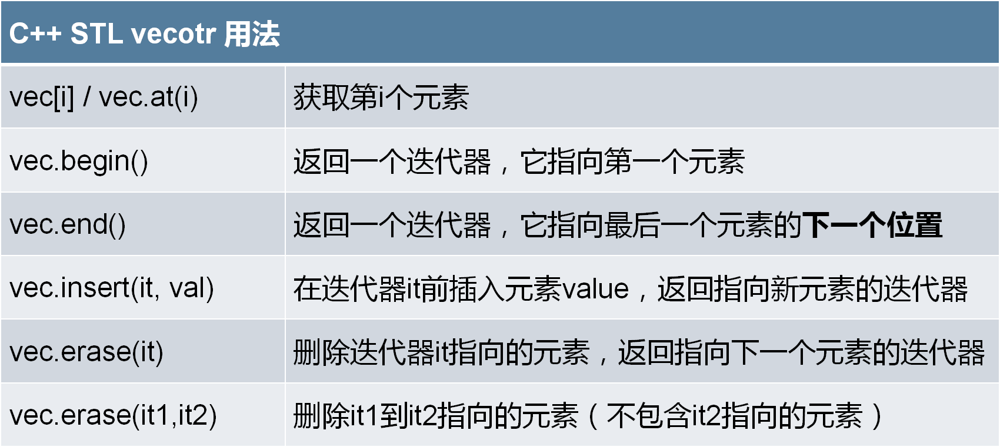 C++ STL vecotr 用法
vec[i] / vec.at(i) 获取第i个元素
vec.begin() 返回一个迭代器，它指向第一个元素
vec.end() 返回一个迭代器，它指向最后一个元素的下一个位置
vec.insert(it, val) 在迭代器it前插入元素value，返回指向新元素的迭代器
vec.erase(it) 删除迭代器it指向的元素，返回指向下一个元素的迭代器
vec.erase(it1,it2) 删除it1到it2指向的元素（不包含it2指向的元素）